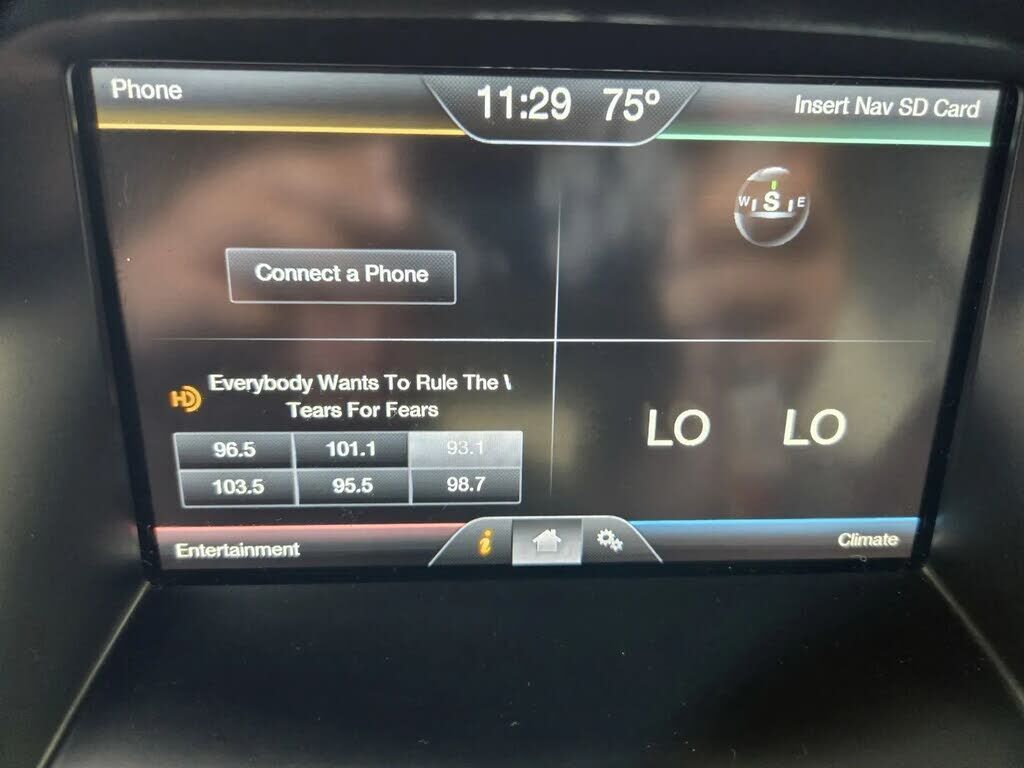 Phone
11:29 75°
Insert Nav SD Card
W S E
Connect a Phone
HD Everybody Wants To Rule The \
Tears For Fears
96.5 101.1 93.1
103.5 95.5 98.7
LO LO
Entertainment
i
Climate